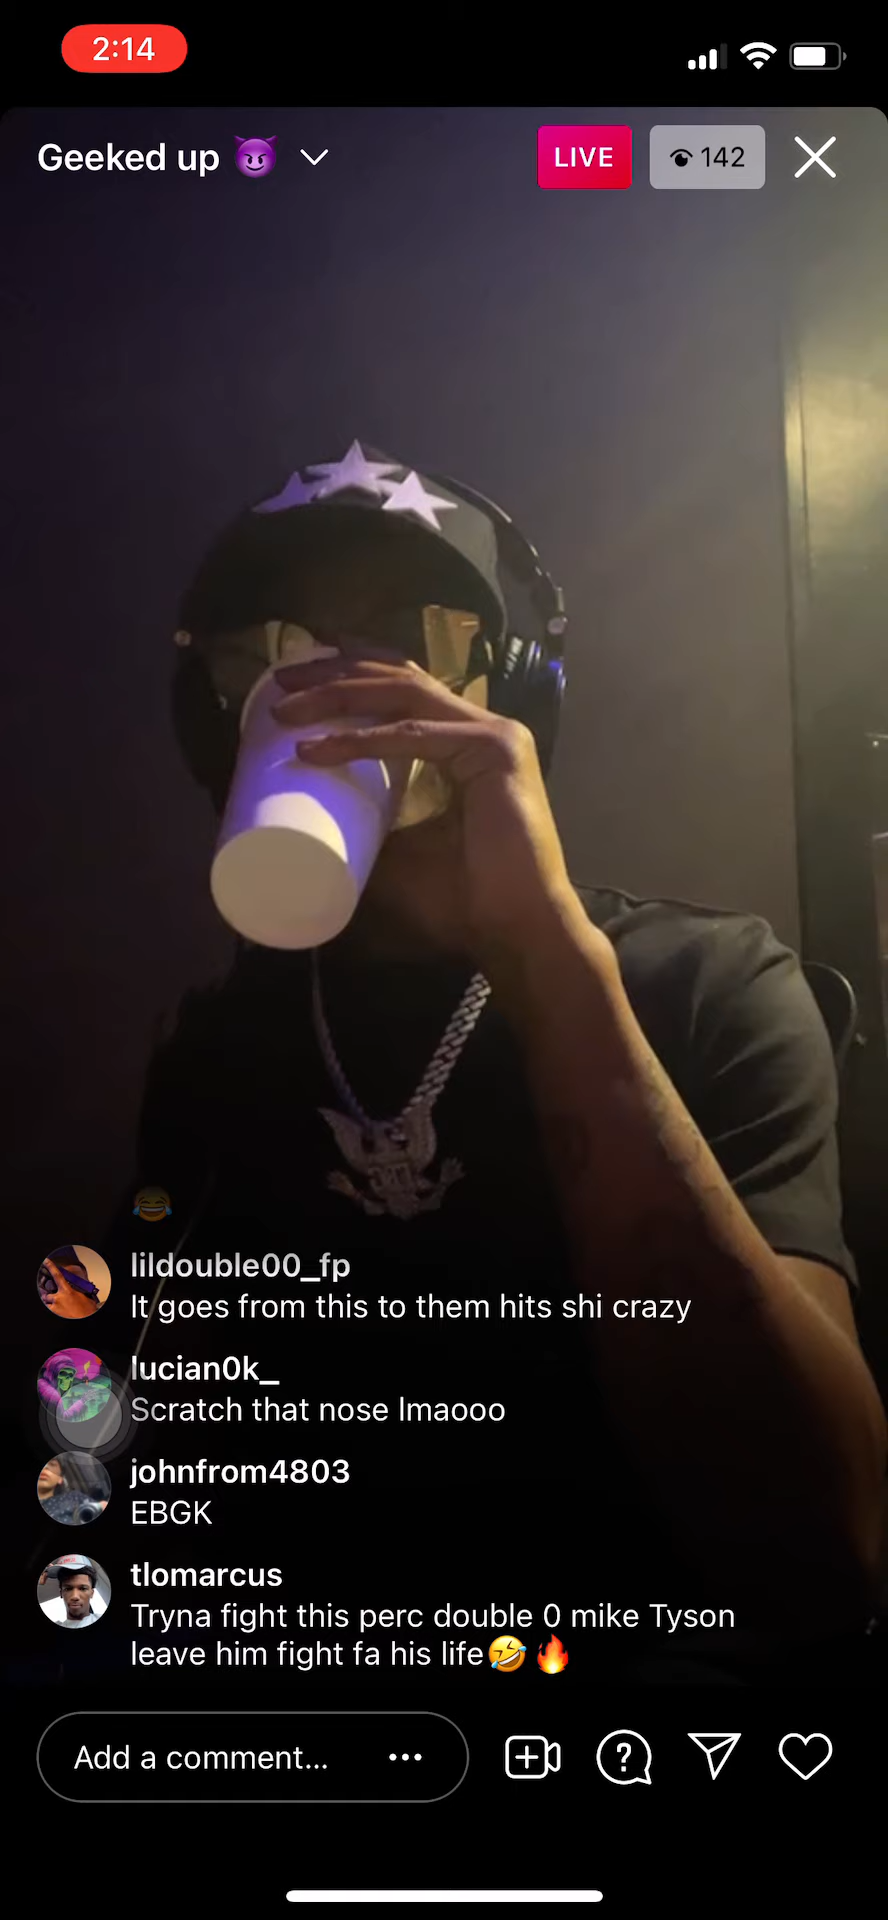 2:14
Geeked up 😈
LIVE
142
😂
lildouble00_fp
It goes from this to them hits shi crazy
lucian0k_
Scratch that nose lmaooo
johnfrom4803
EBGK
tlomarcus
Tryna fight this perc double 0 mike Tyson
leave him fight fa his life🤣🔥
Add a comment...